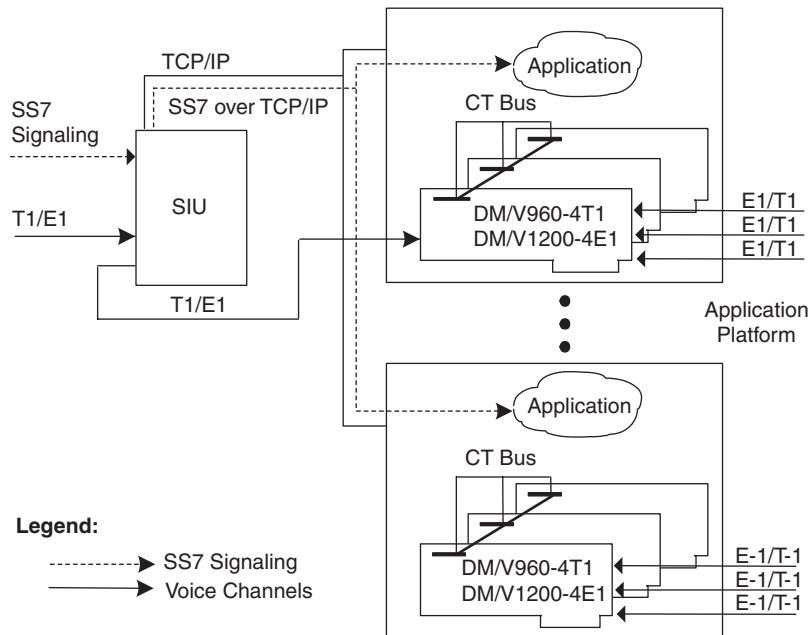 TCP/IP
SS7 over TCP/IP
SS7
Signaling
SIU
T1/E1
T1/E1
Application
CT Bus
DM/V960-4T1
DM/V1200-4E1
E1/T1
E1/T1
E1/T1
Application
Platform
Application
CT Bus
DM/V960-4T1
DM/V1200-4E1
E-1/T-1
E-1/T-1
E-1/T-1
Legend:
SS7 Signaling
Voice Channels